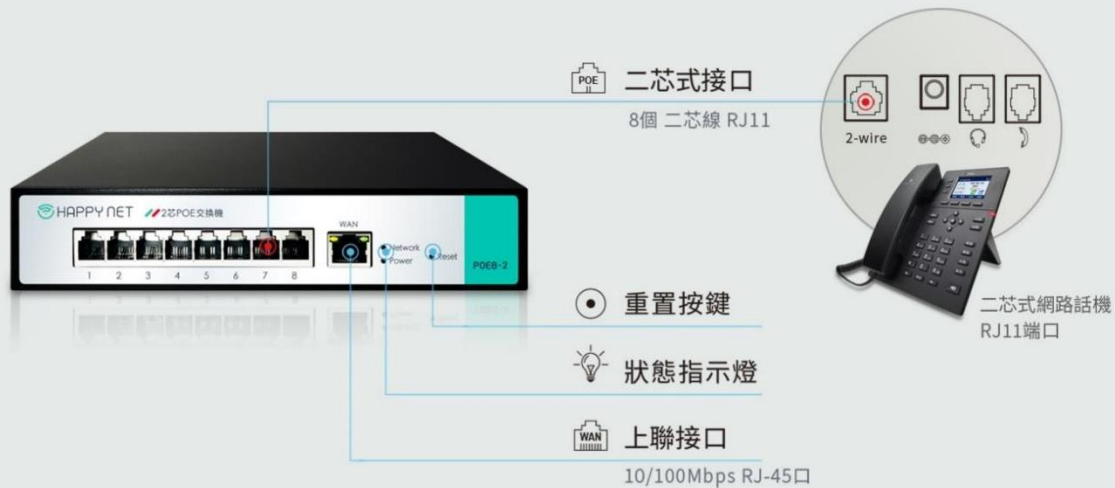 POE
二芯式接口
8個 二芯線 RJ11
2-wire
HAPPY NET 2芯POE交換機
WAN
1 2 3 4 5 6 7 8
Network
Power
Reset
POE8-2
重置按鍵
二芯式網路話機
RJ11端口
狀態指示燈
WAN
上聯接口
10/100Mbps RJ-45口